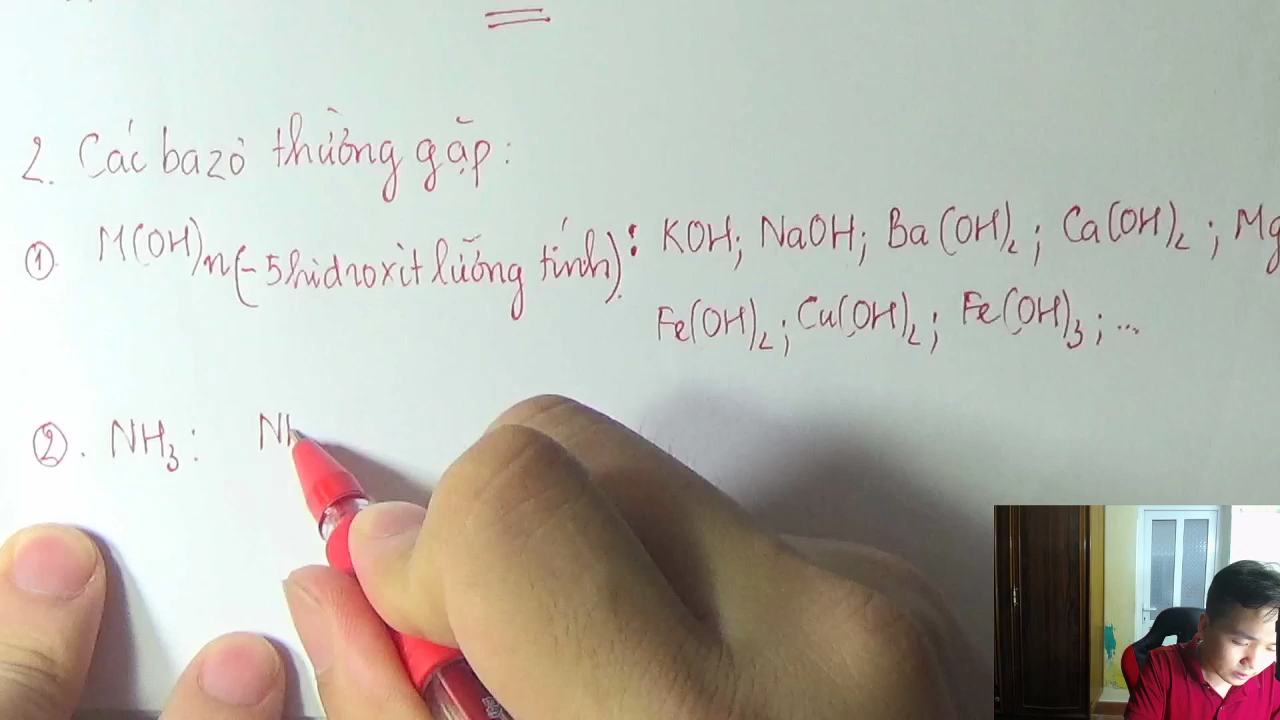 2. Các bazơ thường gặp:
① M(OH)n (- 5 hiđroxit lưỡng tính): KOH; NaOH; Ba(OH)₂; Ca(OH)₂; Mg
Fe(OH)₂; Cu(OH)₂; Fe(OH)₃; ...
②. NH₃: NH